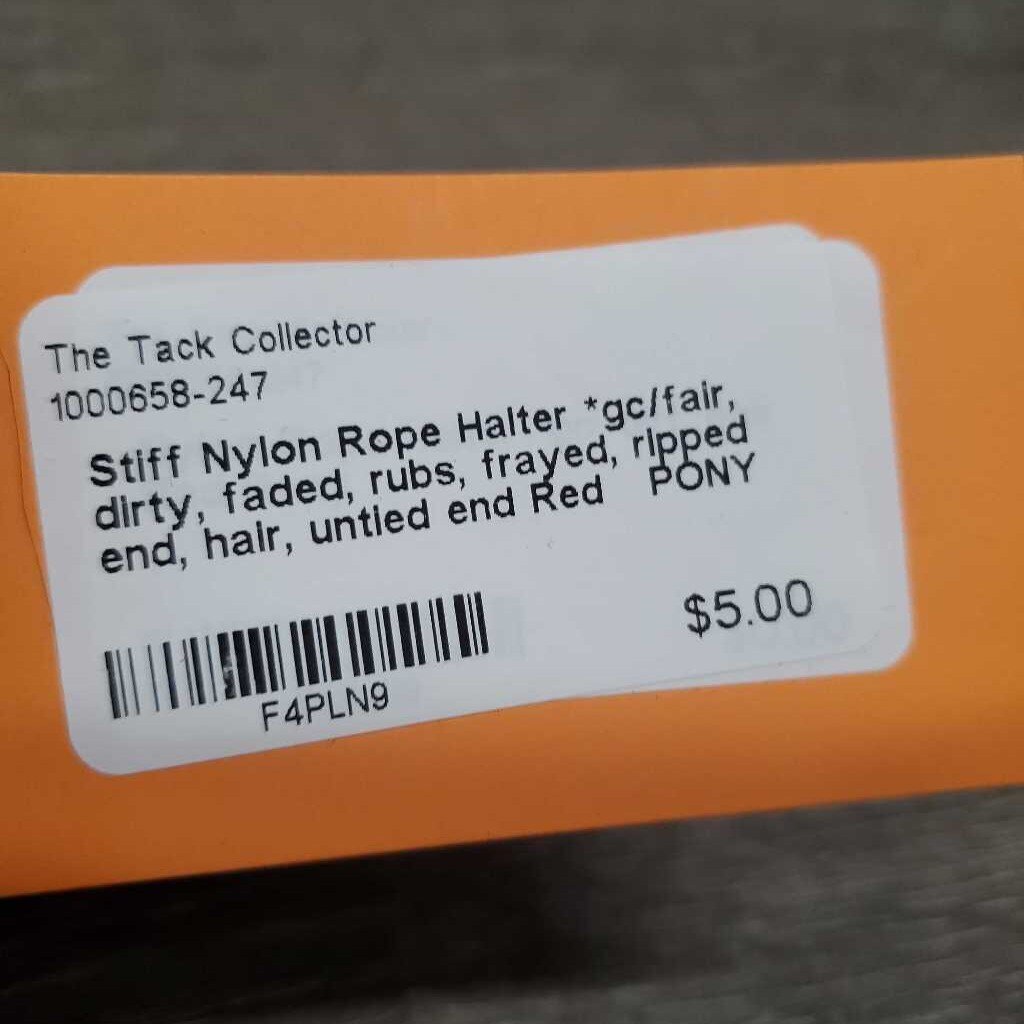 The Tack Collector
1000658-247
Stiff Nylon Rope Halter *gc/fair,
dirty, faded, rubs, frayed, ripped
end, hair, untied end Red PONY
$5.00
F4PLN9